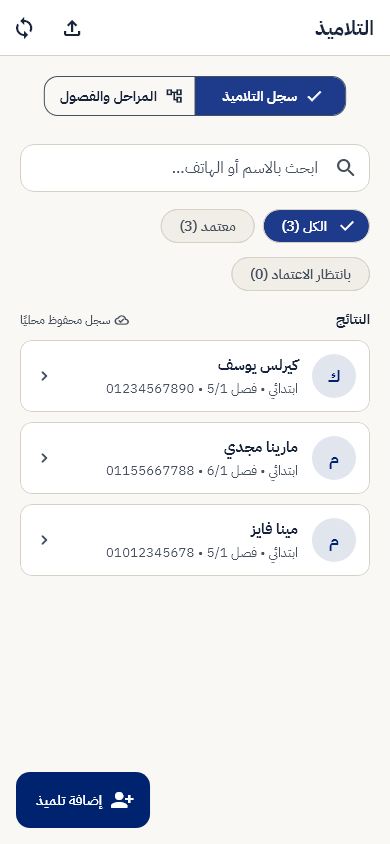 التلاميذ
سجل التلاميذ
المراحل والفصول
ابحث بالاسم أو الهاتف...
الكل (3)
معتمد (3)
بانتظار الاعتماد (0)
النتائج
سجل محفوظ محليًا
ك
كيرلس يوسف
ابتدائي • فصل 5/1 • 01234567890
م
مارينا مجدي
ابتدائي • فصل 6/1 • 01155667788
م
مينا فايز
ابتدائي • فصل 5/1 • 01012345678
إضافة تلميذ